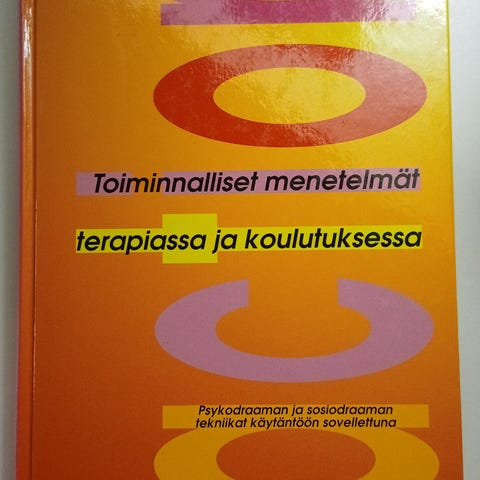 Toiminnalliset menetelmät
terapiassa ja koulutuksessa
Psykodraaman ja sosiodraaman
tekniikat käytäntöön sovellettuna